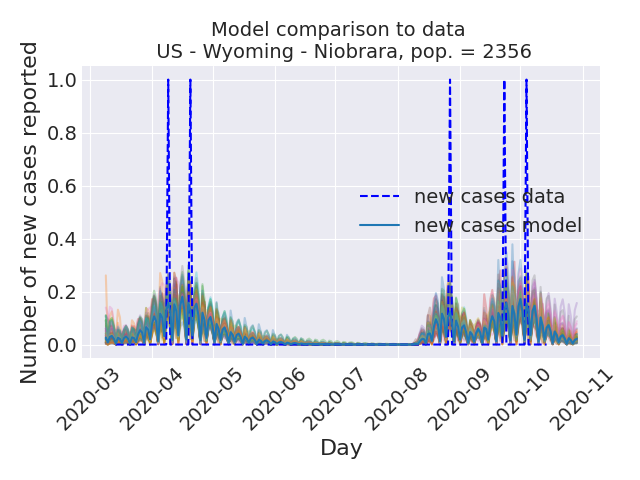 Model comparison to data
US - Wyoming - Niobrara, pop. = 2356
Number of new cases reported
1.0
0.8
0.6
0.4
0.2
0.0
new cases data
new cases model
2020-03
2020-04
2020-05
2020-06
2020-07
2020-08
2020-09
2020-10
2020-11
Day